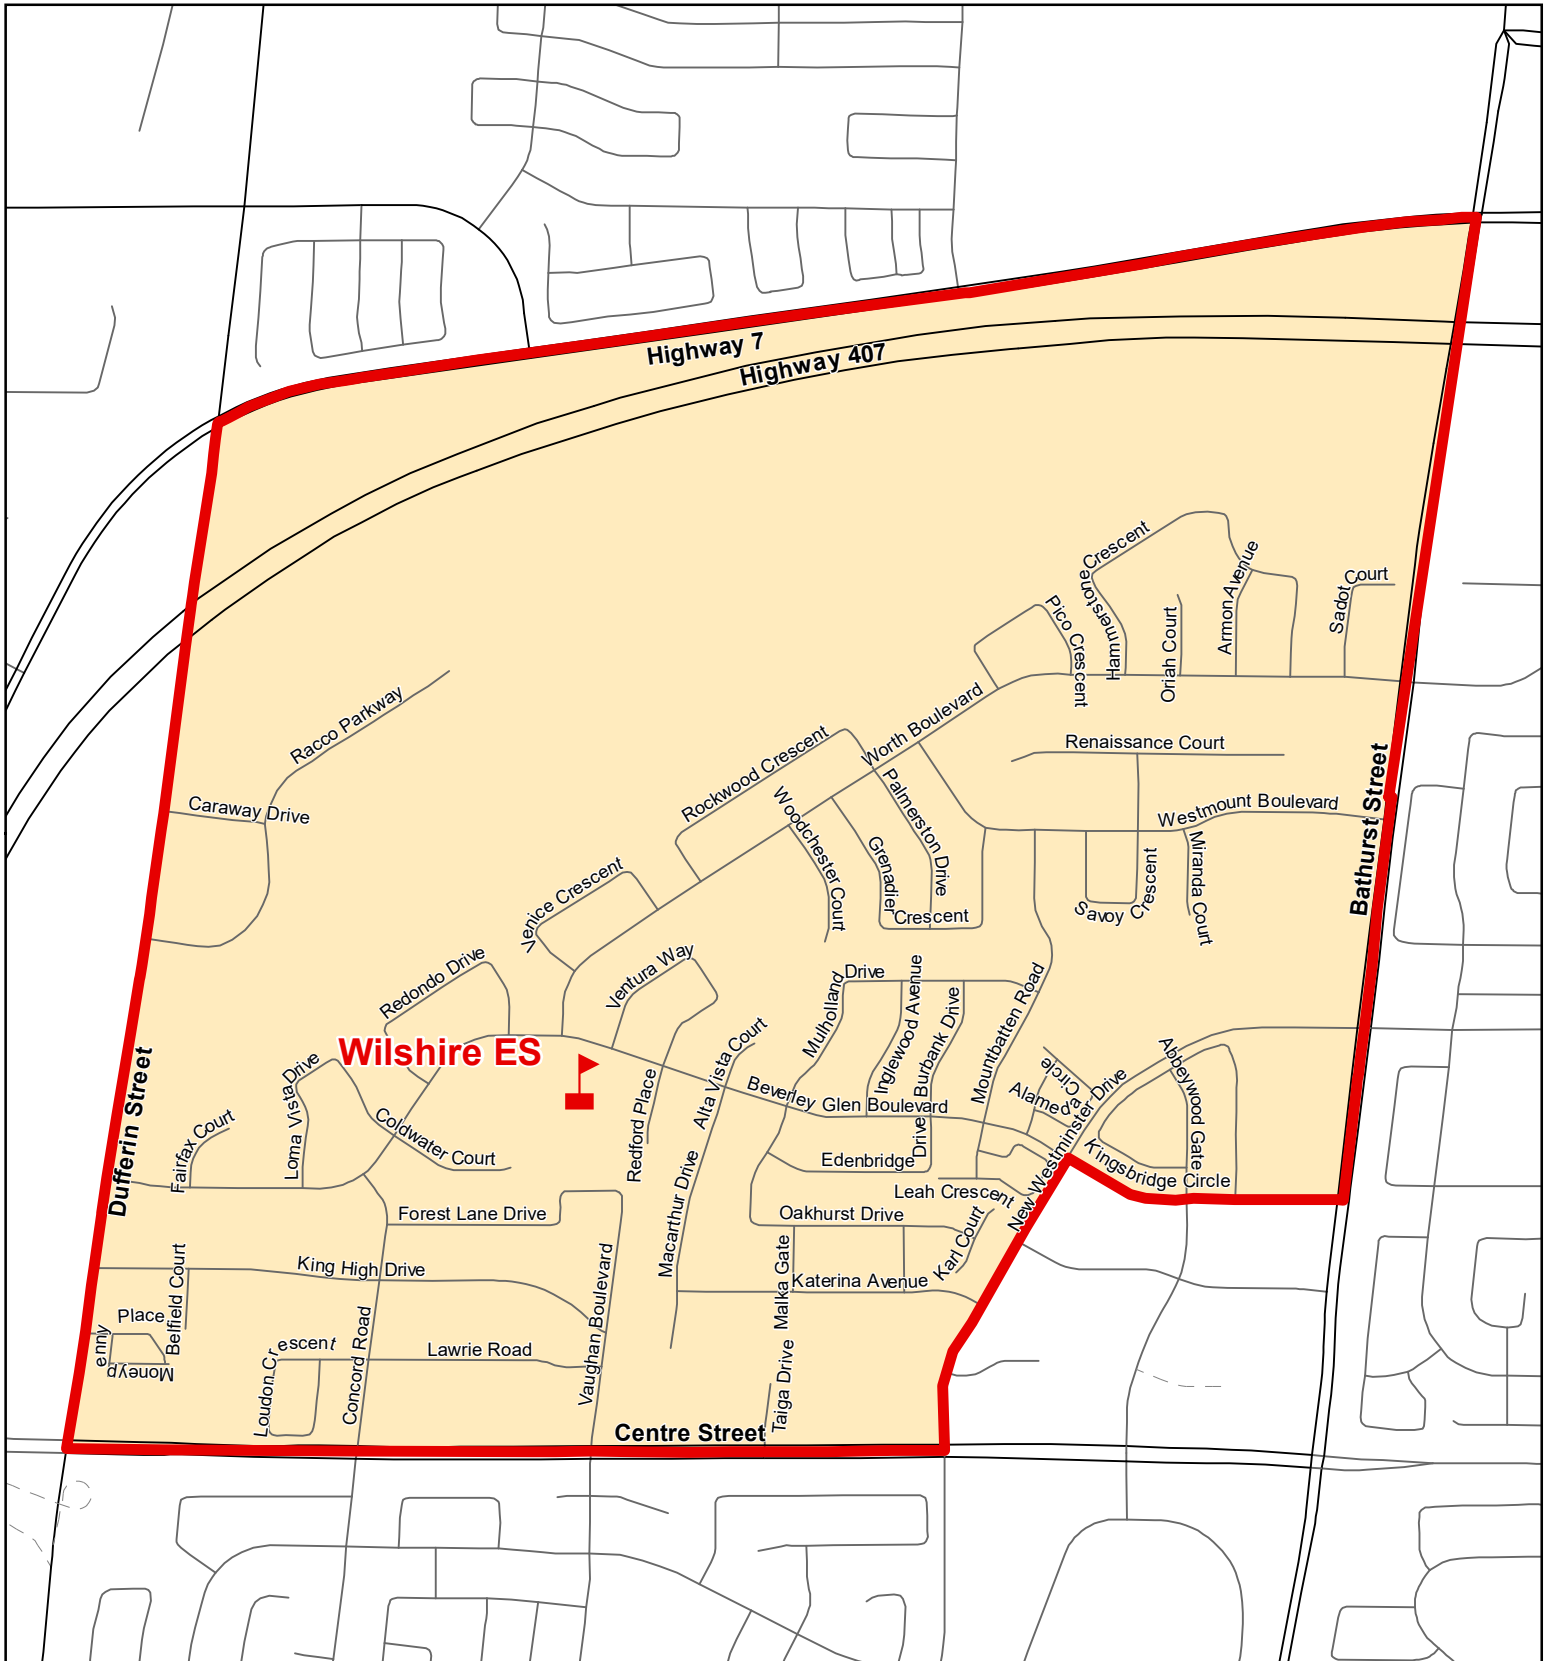 Highway 7
Highway 407
Hammerstone Crescent
Armon Avenue
Sadot Court
Pico Crescent
Oriah Court
Racco Parkway
Worth Boulevard
Renaissance Court
Rockwood Crescent
Caraway Drive
Woodchester Court
Palmerston Drive
Westmount Boulevard
Bathurst Street
Grenadier Crescent
Miranda Court
Savoy Crescent
Venice Crescent
Redondo Drive
Ventura Way
Mulholland Drive
Inglewood Avenue
Burbank Drive
Mountbatten Road
Wilshire ES
Alta Vista Court
Beverley Glen Boulevard
Alameda Circle
New Westminster Drive
Abbeywood Gate
Kingsbridge Circle
Dufferin Street
Fairfax Court
Loma Vista Drive
Coldwater Court
Redford Place
Macarthur Drive
Edenbridge Drive
Leah Crescent
Forest Lane Drive
Oakhurst Drive
Karl Court
King High Drive
Belfield Court
Malka Gate
Katerina Avenue
Moneypenny Place
Loudon Crescent
Concord Road
Lawrie Road
Vaughan Boulevard
Taiga Drive
Centre Street